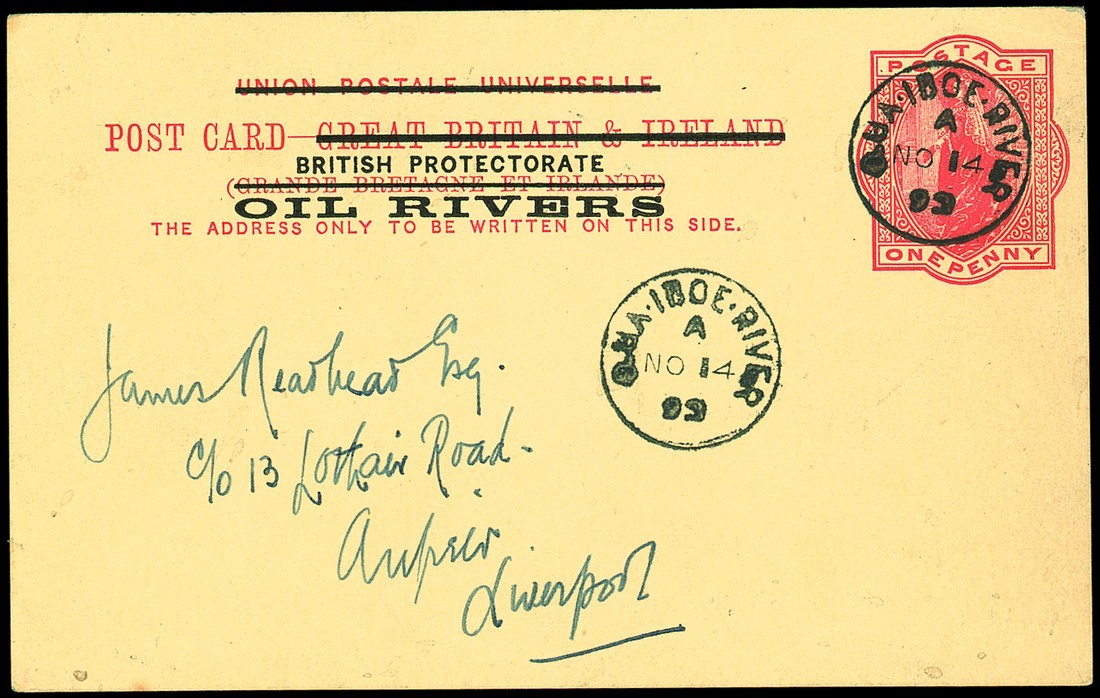 UNION POSTALE UNIVERSELLE
POST CARD—GREAT BRITAIN & IRELAND
BRITISH PROTECTORATE
(GRANDE BRETAGNE ET IRLANDE)
OIL RIVERS
THE ADDRESS ONLY TO BE WRITTEN ON THIS SIDE.
POSTAGE
ONE PENNY
QUA·IBOE·RIVER
A
NO 14
93
QUA·IBOE·RIVER
A
NO 14
93
James Readhead Esq.
c/o 13 Lothair Road-
Anfield
Liverpool